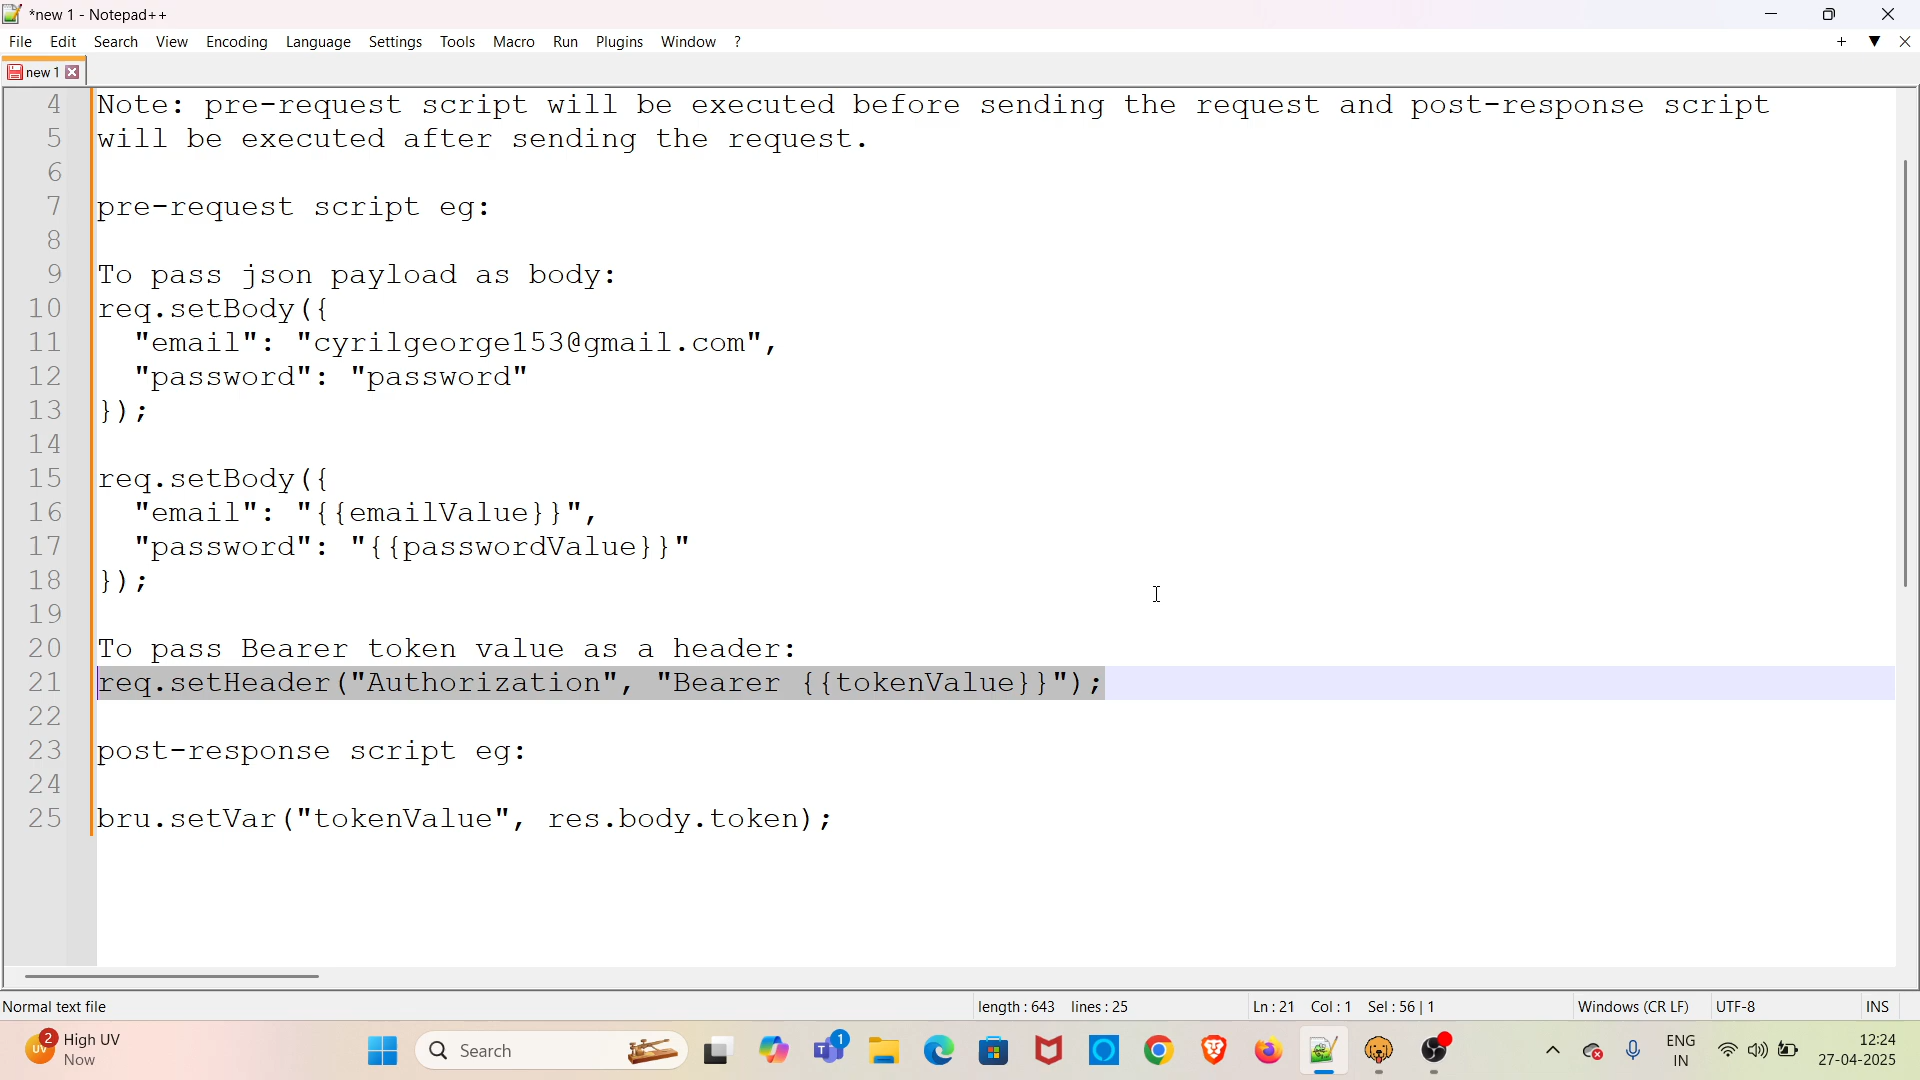 *new 1 - Notepad++
File Edit Search View Encoding Language Settings Tools Macro Run Plugins Window ?
new 1
4 Note: pre-request script will be executed before sending the request and post-response script
5 will be executed after sending the request.
6
7 pre-request script eg:
8
9 To pass json payload as body:
10 req.setBody({
11 "email": "cyrilgeorge153@gmail.com",
12 "password": "password"
13 });
14
15 req.setBody({
16 "email": "{{emailValue}}",
17 "password": "{{passwordValue}}"
18 });
19
20 To pass Bearer token value as a header:
21 req.setHeader("Authorization", "Bearer {{tokenValue}}");
22
23 post-response script eg:
24
25 bru.setVar("tokenValue", res.body.token);
Normal text file length : 643 lines : 25 Ln : 21 Col : 1 Sel : 56 | 1 Windows (CR LF) UTF-8 INS
2 UV High UV
Now
Search
1
ENG
IN
12:24
27-04-2025